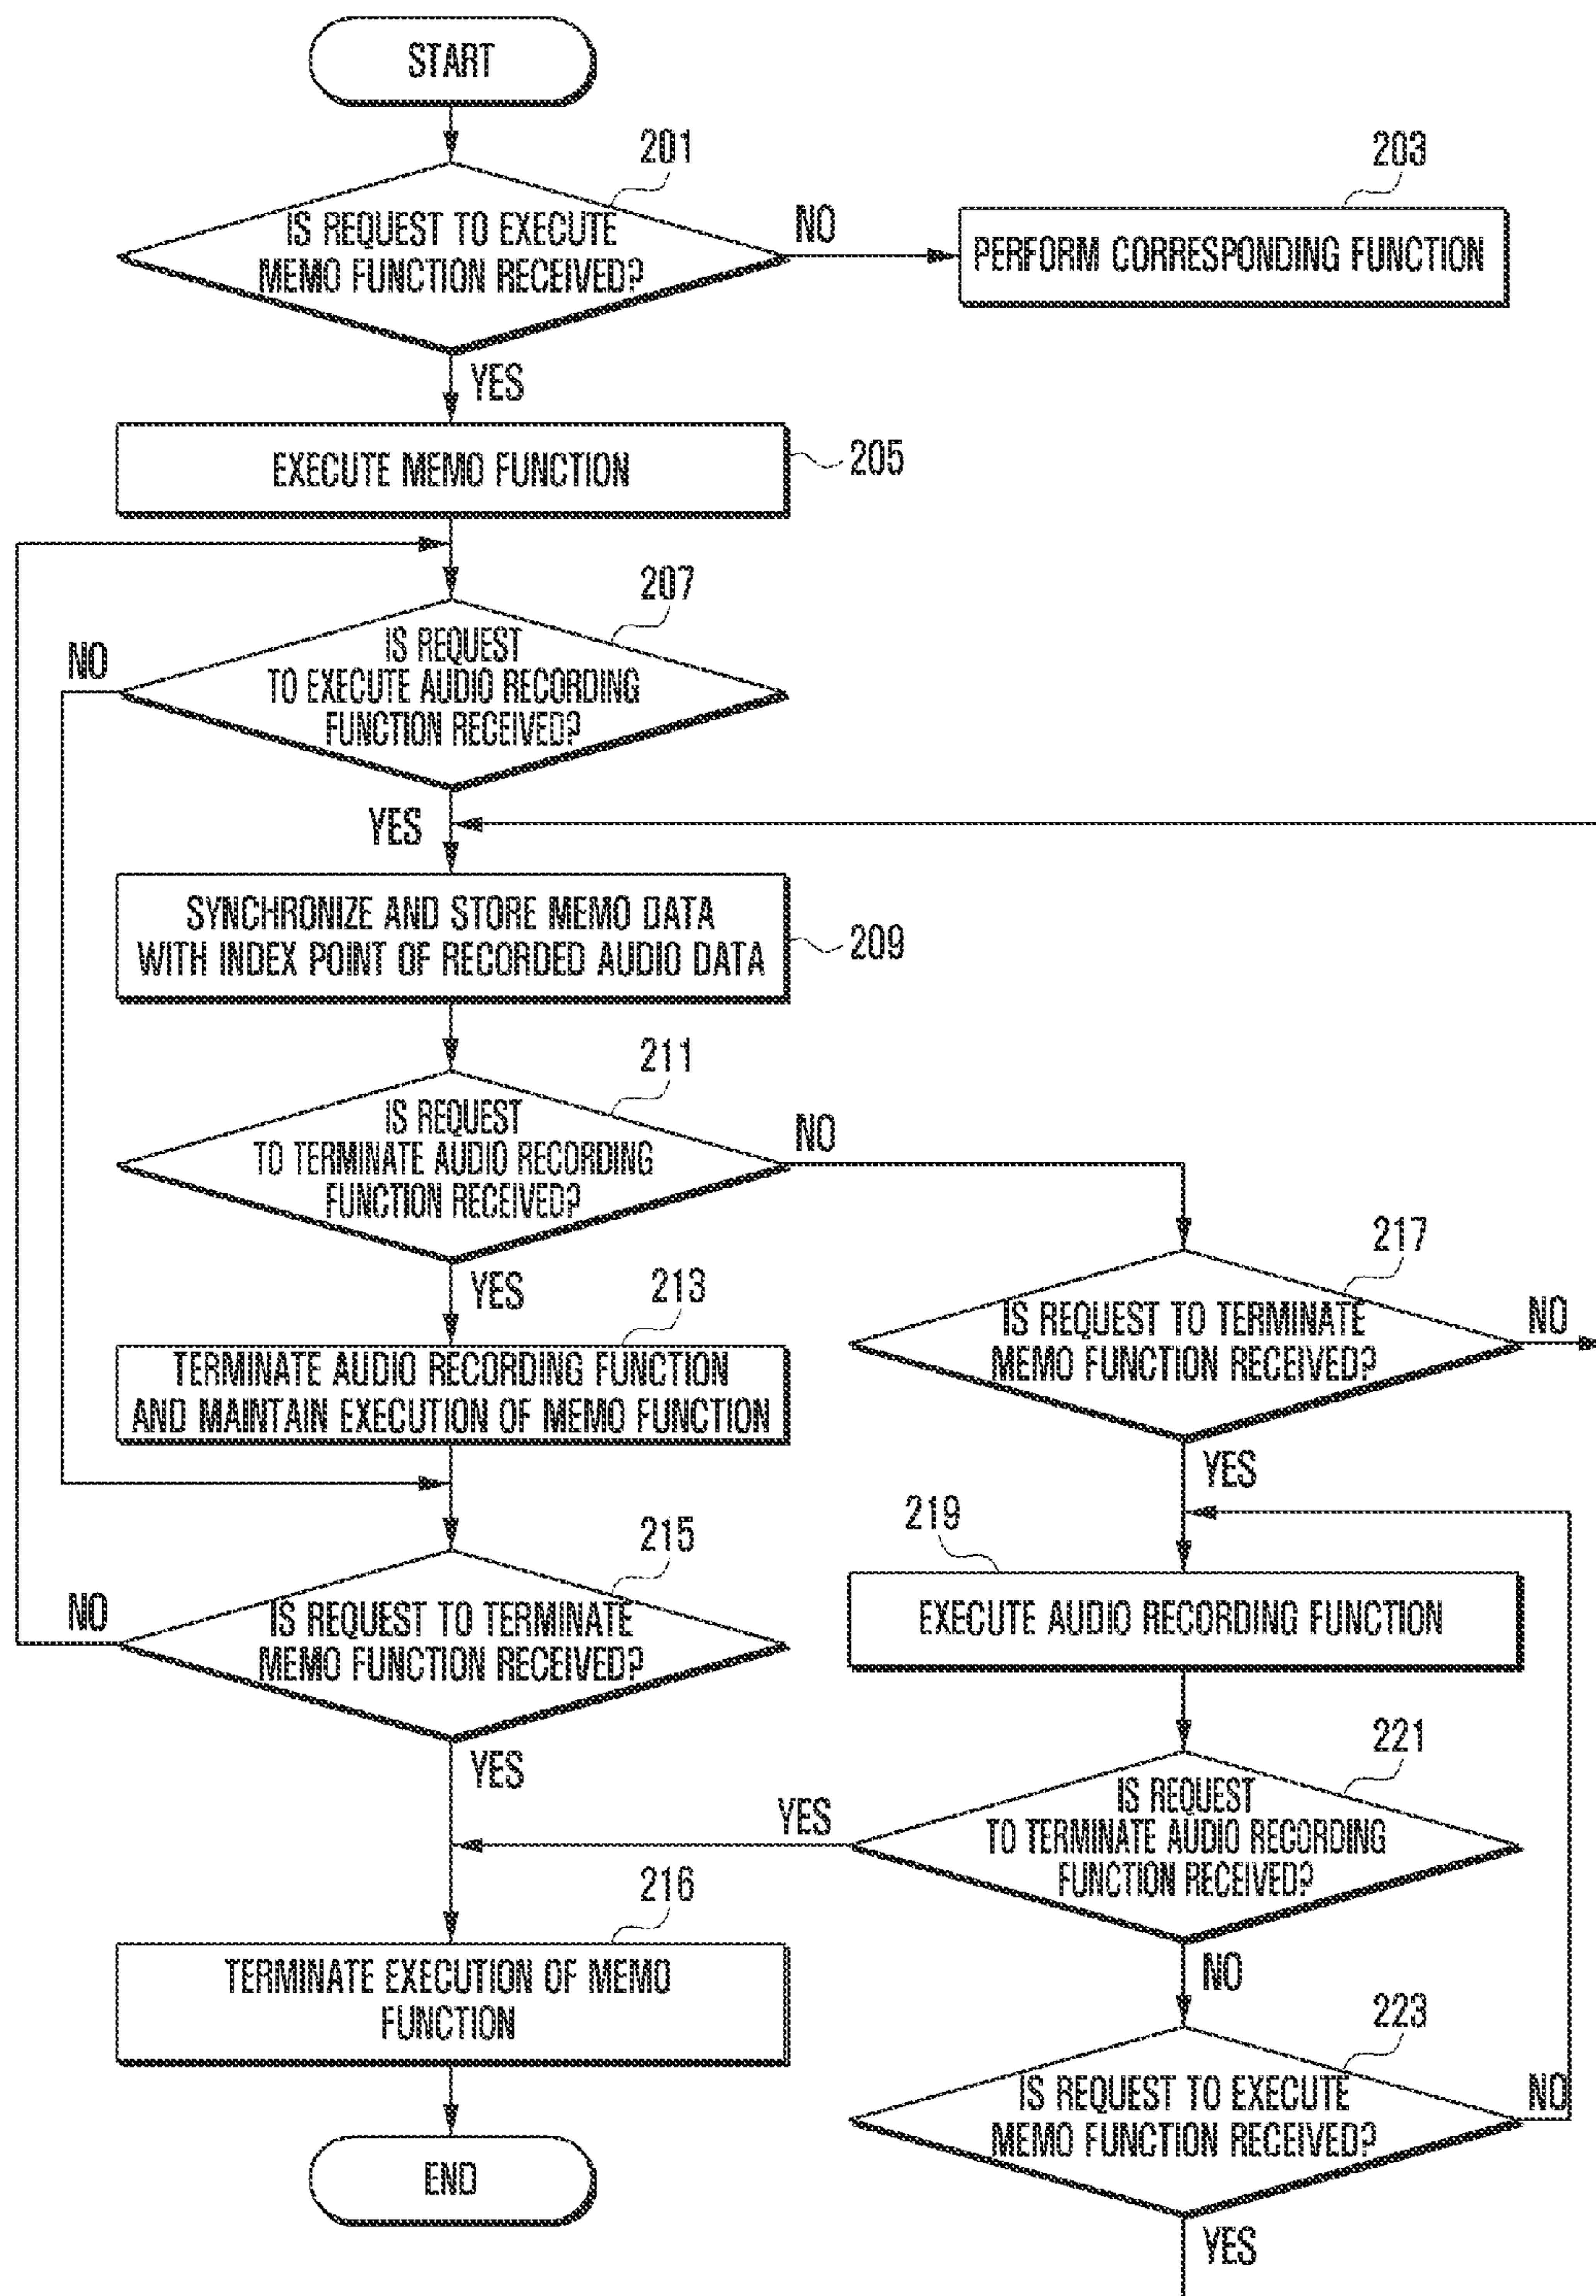 START
201
IS REQUEST TO EXECUTE
MEMO FUNCTION RECEIVED?
NO
203
PERFORM CORRESPONDING FUNCTION
YES
EXECUTE MEMO FUNCTION
205
207
NO
IS REQUEST
TO EXECUTE AUDIO RECORDING
FUNCTION RECEIVED?
YES
SYNCHRONIZE AND STORE MEMO DATA
WITH INDEX POINT OF RECORDED AUDIO DATA
209
211
IS REQUEST
TO TERMINATE AUDIO RECORDING
FUNCTION RECEIVED?
NO
YES
213
TERMINATE AUDIO RECORDING FUNCTION
AND MAINTAIN EXECUTION OF MEMO FUNCTION
217
IS REQUEST TO TERMINATE
MEMO FUNCTION RECEIVED?
NO
YES
215
NO
IS REQUEST TO TERMINATE
MEMO FUNCTION RECEIVED?
YES
219
EXECUTE AUDIO RECORDING FUNCTION
221
YES
IS REQUEST
TO TERMINATE AUDIO RECORDING
FUNCTION RECEIVED?
NO
216
TERMINATE EXECUTION OF MEMO
FUNCTION
223
IS REQUEST TO EXECUTE
MEMO FUNCTION RECEIVED?
NO
YES
END